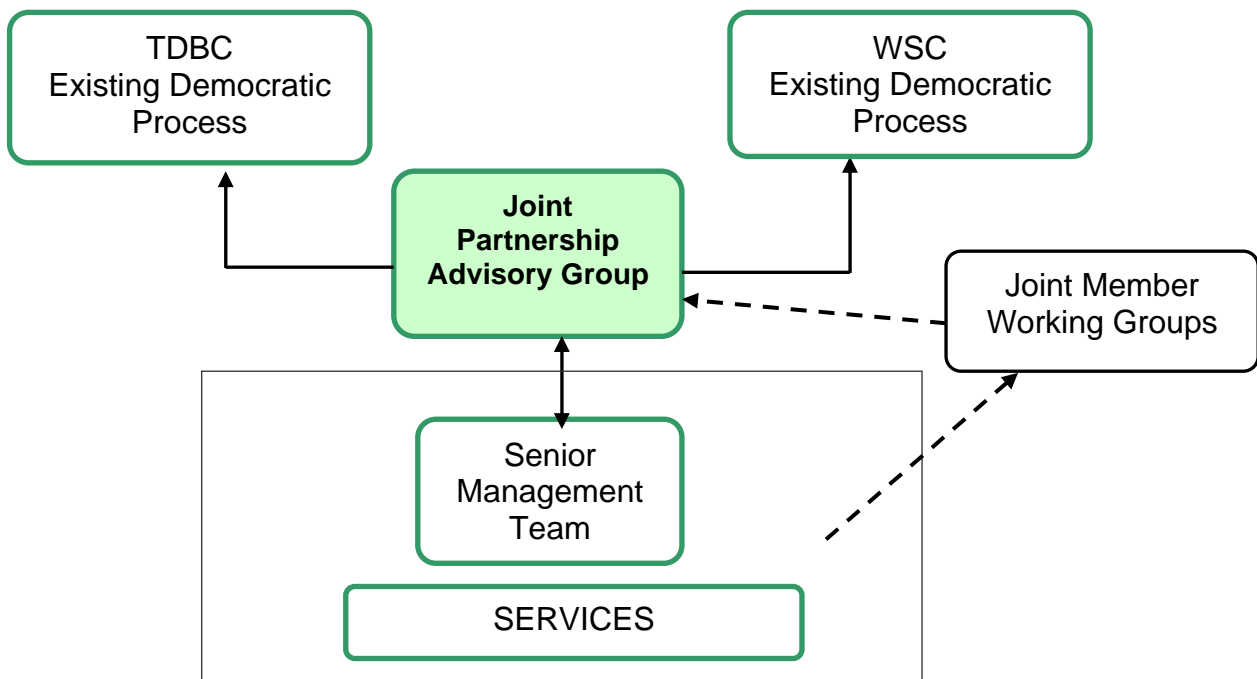 TDBC
Existing Democratic
Process
WSC
Existing Democratic
Process
Joint
Partnership
Advisory Group
Joint Member
Working Groups
Senior
Management
Team
SERVICES